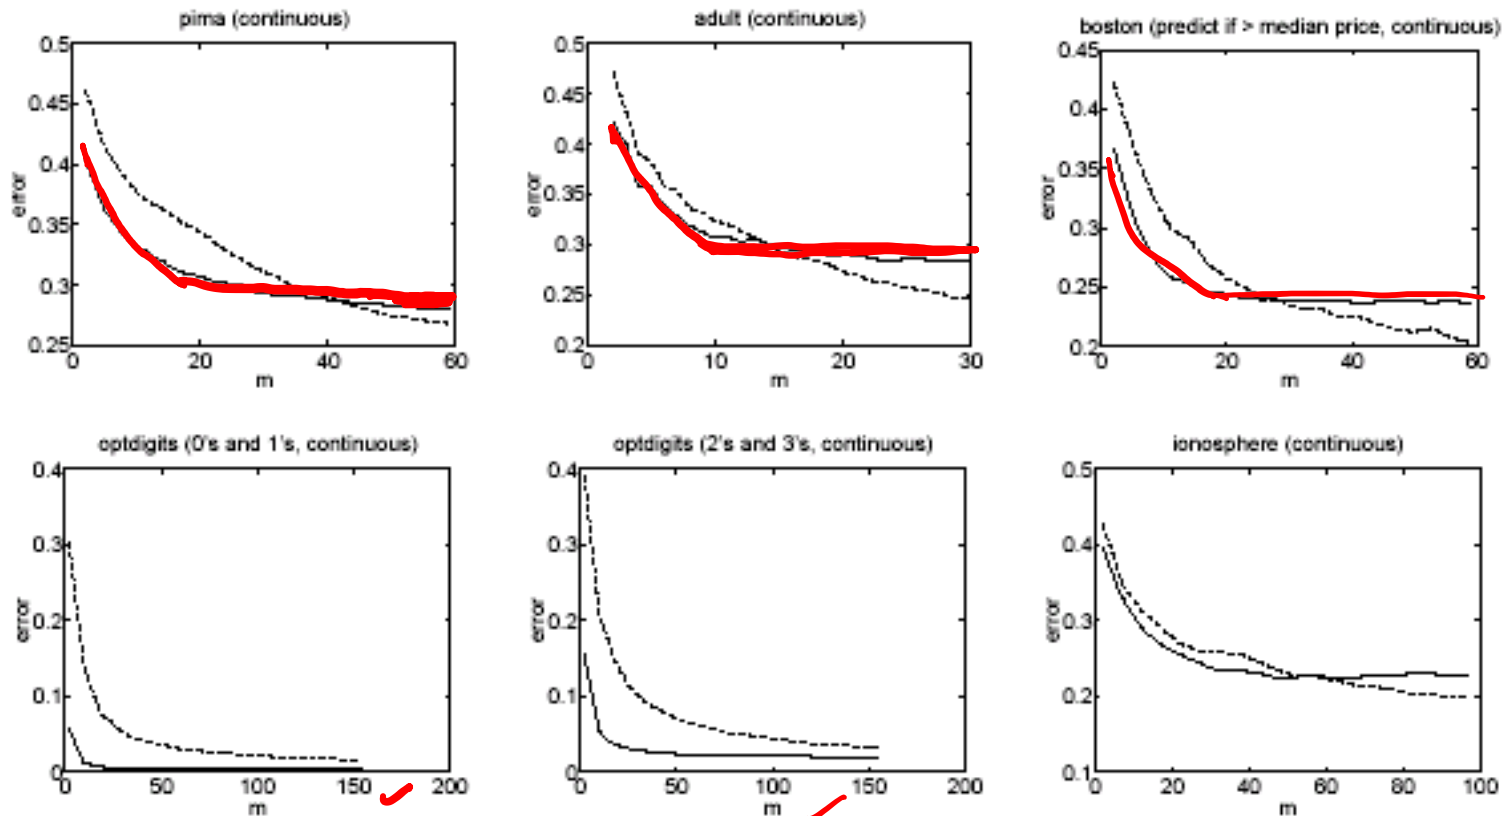 pima (continuous)
0.5
0.45
0.4
0.35
0.3
0.25
error
0 20 40 60
m
adult (continuous)
0.5
0.45
0.4
0.35
0.3
0.25
0.2
error
0 10 20 30
m
boston (predict if > median price, continuous)
0.45
0.4
0.35
0.3
0.25
0.2
error
0 20 40 60
m
optdigits (0's and 1's, continuous)
0.4
0.3
0.2
0.1
0
error
0 50 100 150 200
m
optdigits (2's and 3's, continuous)
0.4
0.3
0.2
0.1
0
error
0 50 100 150 200
m
ionosphere (continuous)
0.5
0.4
0.3
0.2
0.1
error
0 20 40 60 80 100
m